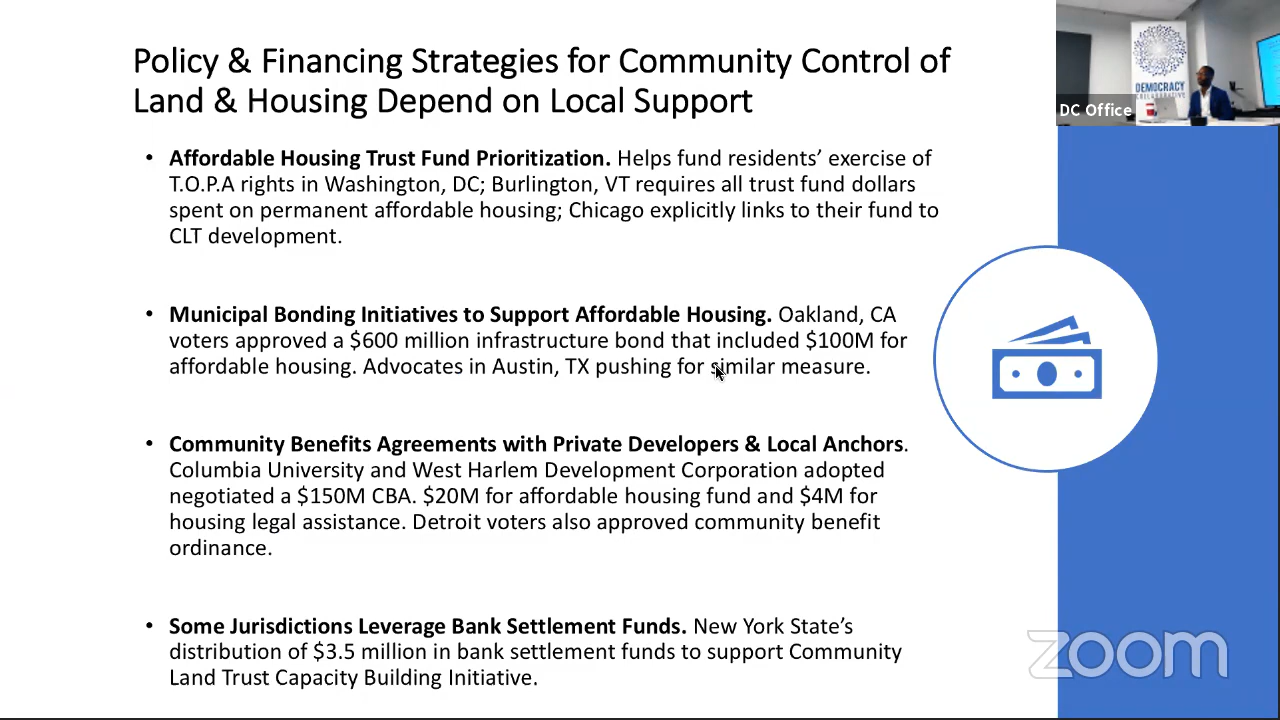 Policy & Financing Strategies for Community Control of
Land & Housing Depend on Local Support
• Affordable Housing Trust Fund Prioritization. Helps fund residents’ exercise of
T.O.P.A rights in Washington, DC; Burlington, VT requires all trust fund dollars
spent on permanent affordable housing; Chicago explicitly links to their fund to
CLT development.
• Municipal Bonding Initiatives to Support Affordable Housing. Oakland, CA
voters approved a $600 million infrastructure bond that included $100M for
affordable housing. Advocates in Austin, TX pushing for similar measure.
• Community Benefits Agreements with Private Developers & Local Anchors.
Columbia University and West Harlem Development Corporation adopted
negotiated a $150M CBA. $20M for affordable housing fund and $4M for
housing legal assistance. Detroit voters also approved community benefit
ordinance.
• Some Jurisdictions Leverage Bank Settlement Funds. New York State’s
distribution of $3.5 million in bank settlement funds to support Community
Land Trust Capacity Building Initiative.
DEMOCRACY
COLLABORATIVE
DC Office
zoom